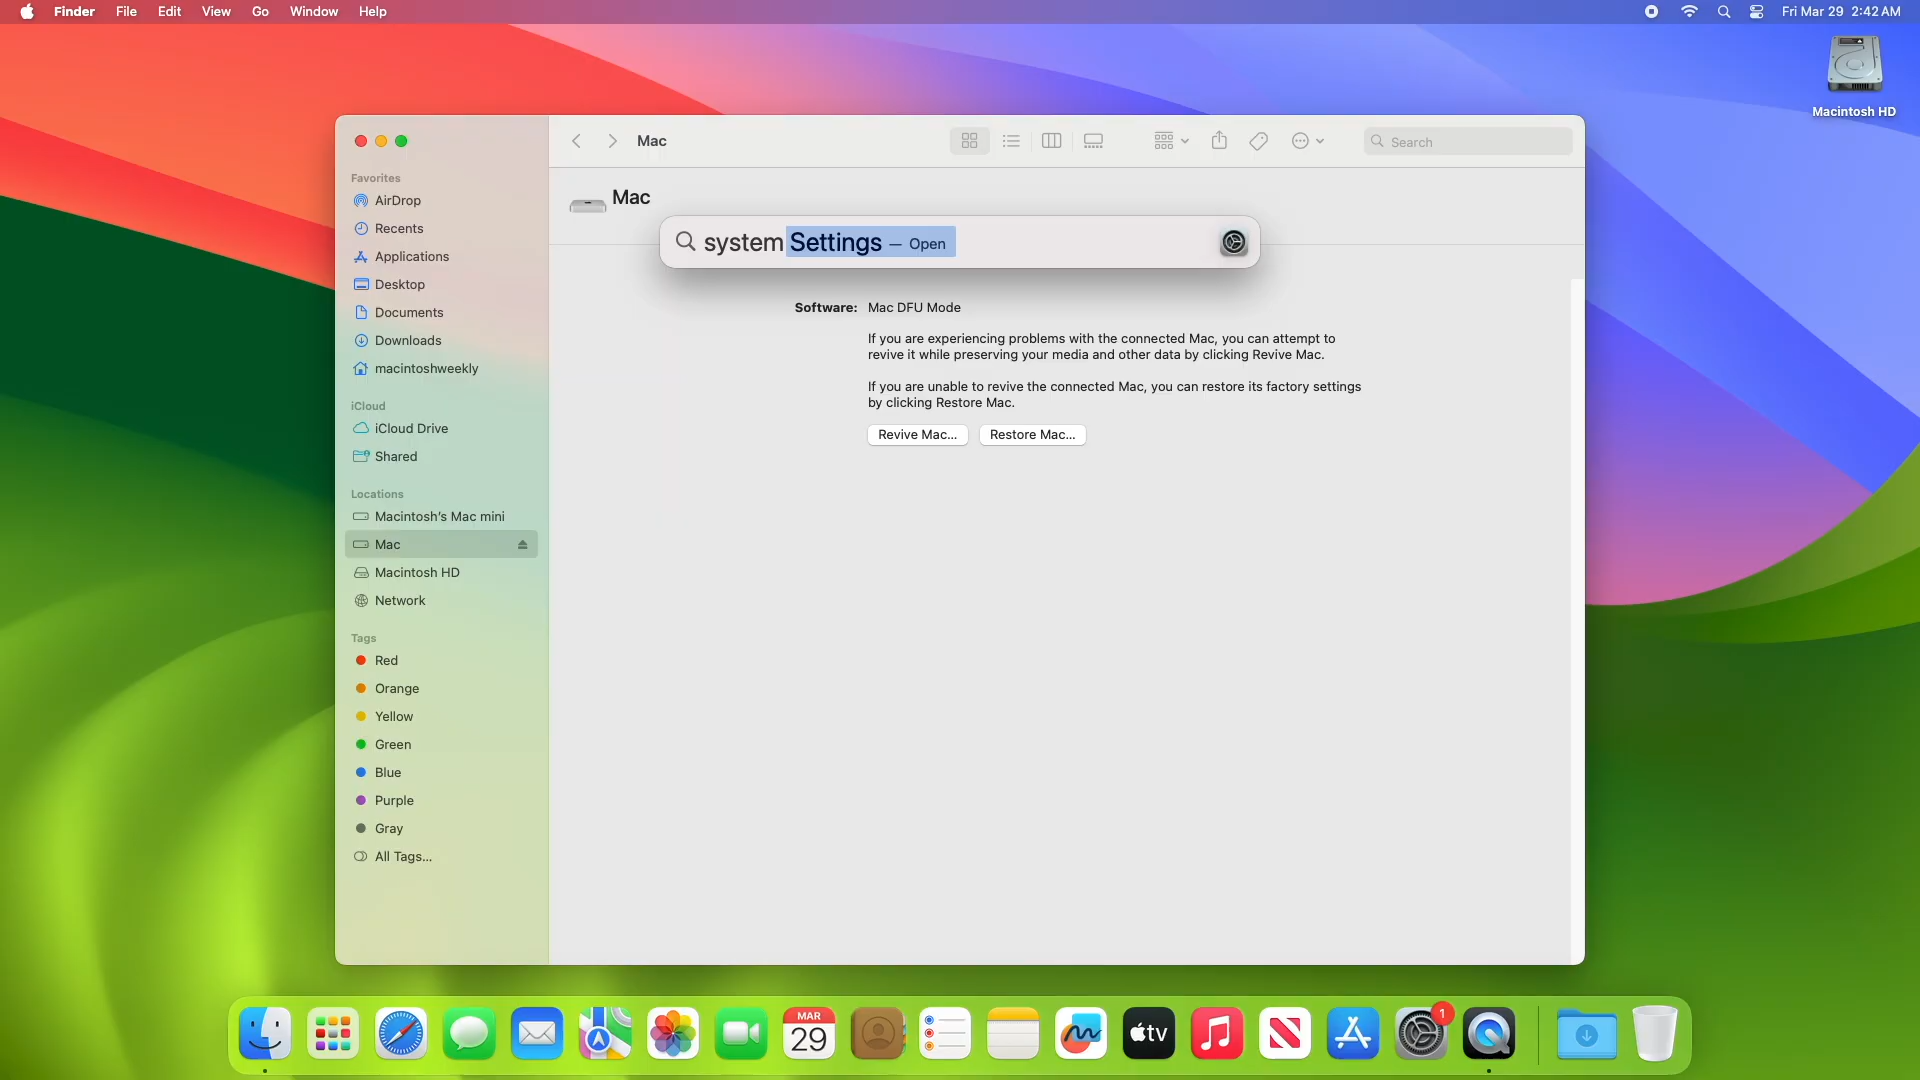 Finder File Edit View Go Window Help
Fri Mar 29 2:42 AM
Macintosh HD
Mac
Search
Favorites
AirDrop
Recents
Applications
Desktop
Documents
Downloads
macintoshweekly
iCloud
iCloud Drive
Shared
Locations
Macintosh's Mac mini
Mac
Macintosh HD
Network
Tags
Red
Orange
Yellow
Green
Blue
Purple
Gray
All Tags...
Mac
system Settings — Open
Software: Mac DFU Mode
If you are experiencing problems with the connected Mac, you can attempt to
revive it while preserving your media and other data by clicking Revive Mac.
If you are unable to revive the connected Mac, you can restore its factory settings
by clicking Restore Mac.
Revive Mac... Restore Mac...
MAR
29
tv
1